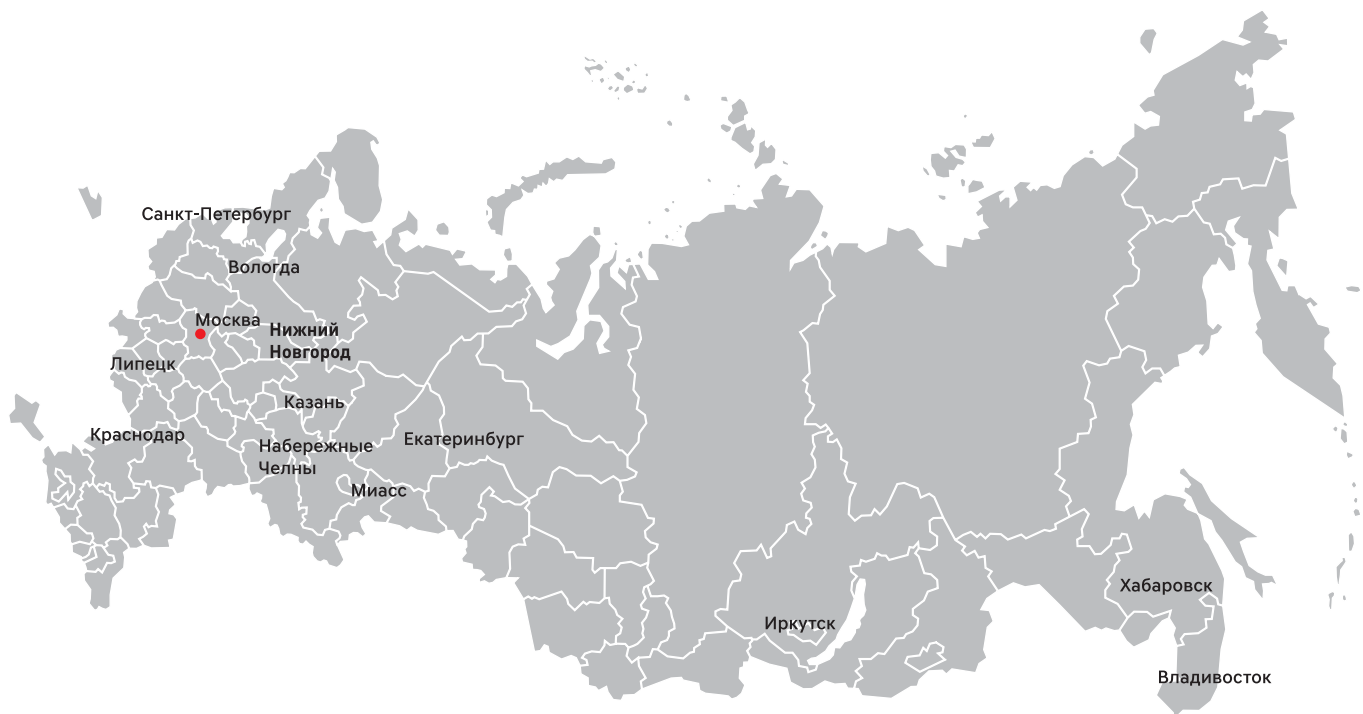 Санкт-Петербург
Вологда
Москва
Нижний
Новгород
Липецк
Казань
Краснодар
Екатеринбург
Набережные
Челны
Миасс
Хабаровск
Иркутск
Владивосток